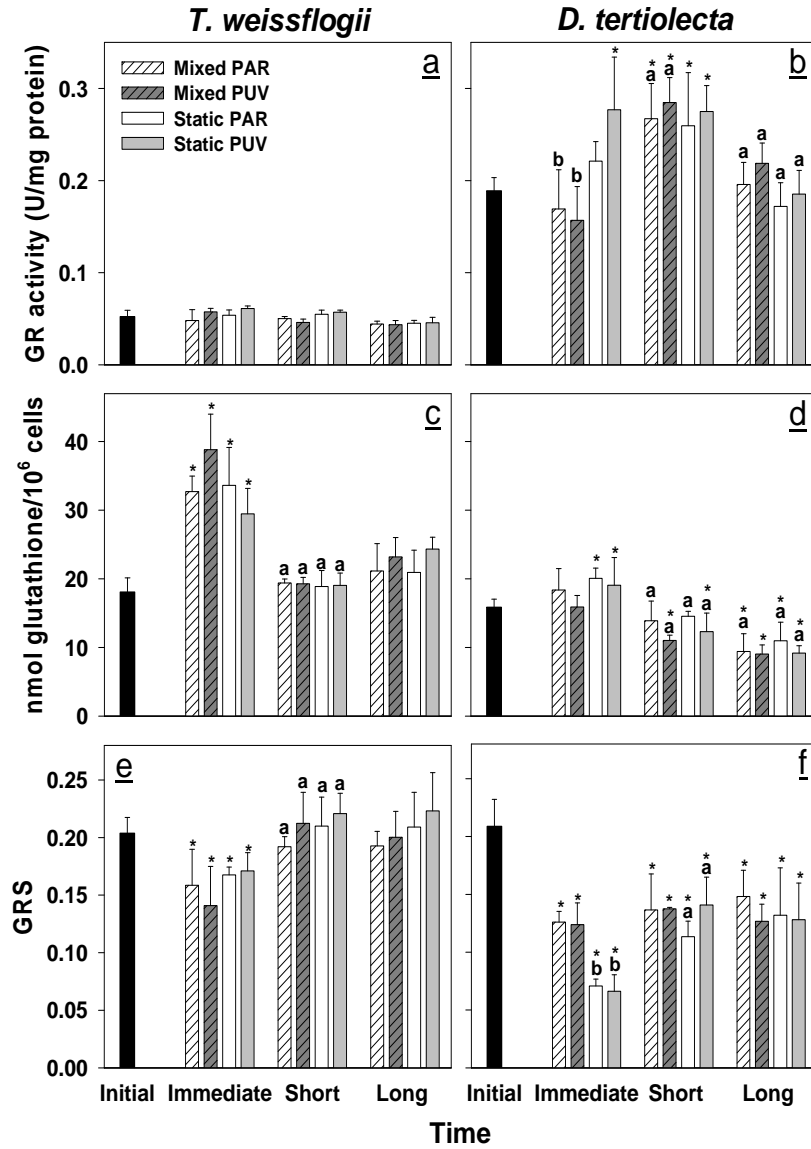 T. weissflogii
D. tertiolecta
GR activity (U/mg protein)
0.3
0.2
0.1
0.0
a
Mixed PAR
Mixed PUV
Static PAR
Static PUV
b
b b * * a * a * * a a a a
nmol glutathione/10⁶ cells
40
30
20
10
0
c
* * * * a a a a
d
* * a * a a * a * a * * a * a
GRS
0.25
0.20
0.15
0.10
0.05
0.00
e
* * * * a a a a
f
* * * b * b * * * a * a * * * *
Initial Immediate Short Long
Initial Immediate Short Long
Time